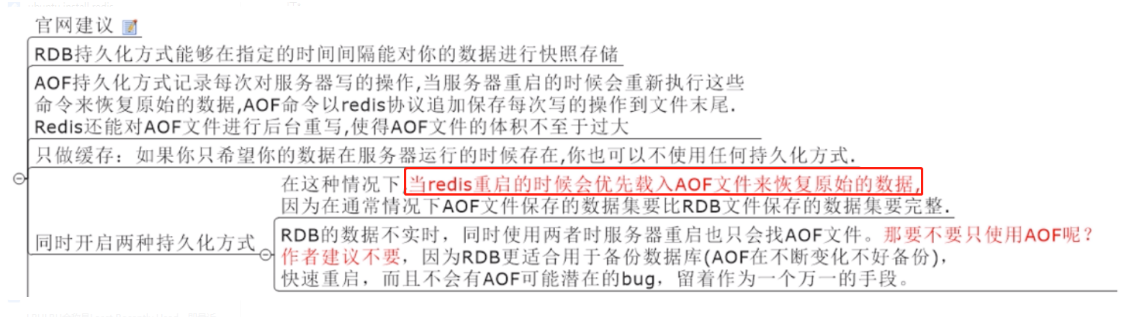 官网建议
RDB持久化方式能够在指定的时间间隔能对你的数据进行快照存储
AOF持久化方式记录每次对服务器写的操作,当服务器重启的时候会重新执行这些
命令来恢复原始的数据,AOF命令以redis协议追加保存每次写的操作到文件末尾.
Redis还能对AOF文件进行后台重写,使得AOF文件的体积不至于过大
只做缓存：如果你只希望你的数据在服务器运行的时候存在,你也可以不使用任何持久化方式.
同时开启两种持久化方式
在这种情况下,当redis重启的时候会优先载入AOF文件来恢复原始的数据,
因为在通常情况下AOF文件保存的数据集要比RDB文件保存的数据集要完整.
RDB的数据不实时，同时使用两者时服务器重启也只会找AOF文件。那要不要只使用AOF呢？
作者建议不要，因为RDB更适合用于备份数据库(AOF在不断变化不好备份)，
快速重启，而且不会有AOF可能潜在的bug，留着作为一个万一的手段。